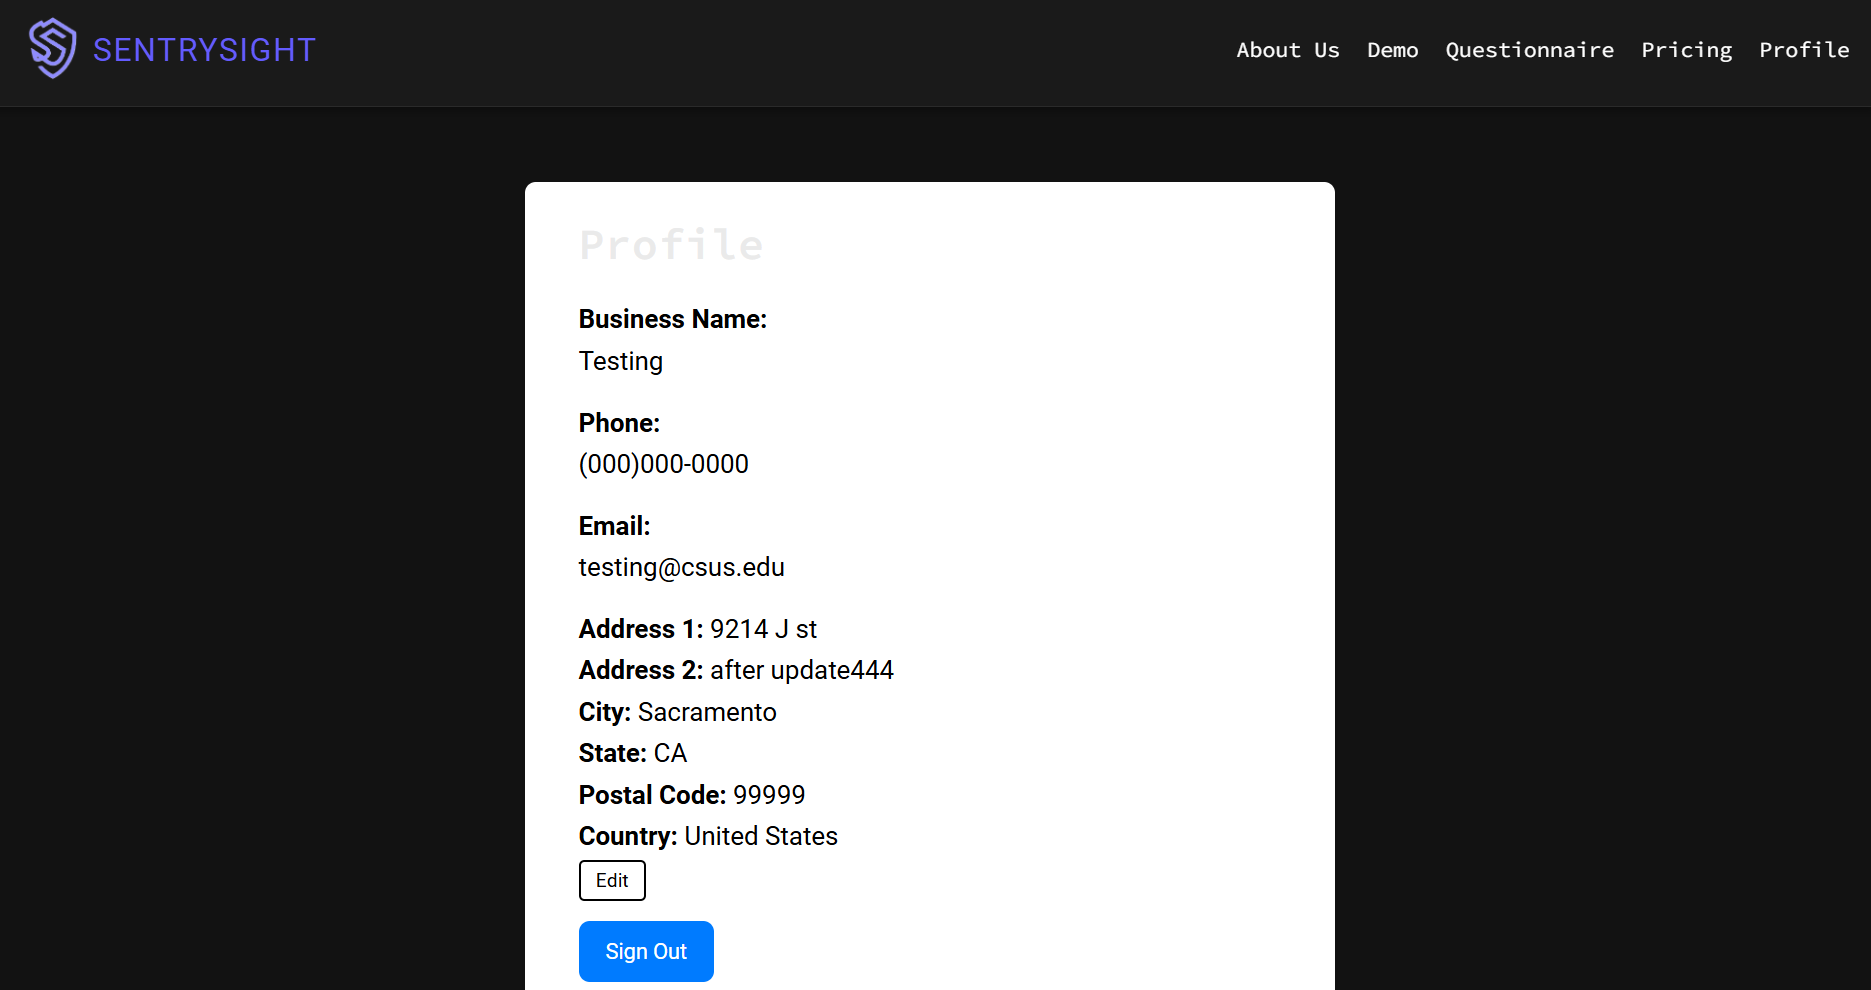 SENTRYSIGHT
About Us Demo Questionnaire Pricing Profile
Profile
Business Name:
Testing
Phone:
(000)000-0000
Email:
testing@csus.edu
Address 1: 9214 J st
Address 2: after update444
City: Sacramento
State: CA
Postal Code: 99999
Country: United States
Edit
Sign Out